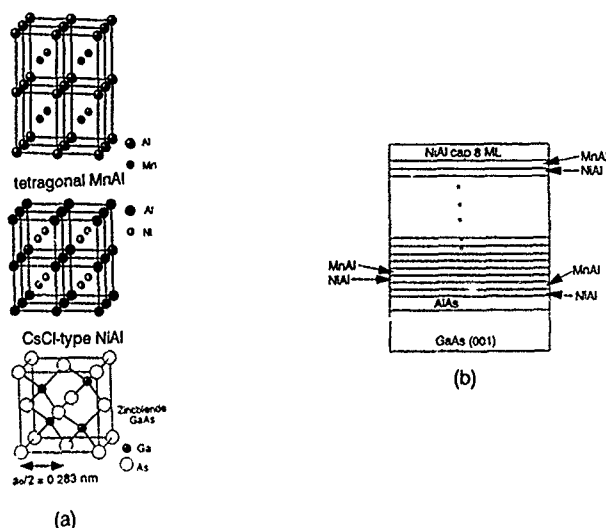 Al
Mn
tetragonal MnAl
Al
Ni
CsCl-type NiAl
Zincblende
GaAs
Ga
As
a₀/2 = 0.283 nm
(a)
NiAl cap 8 ML
MnAl
NiAl
MnAl
NiAl
MnAl
NiAl
AlAs
GaAs (001)
(b)